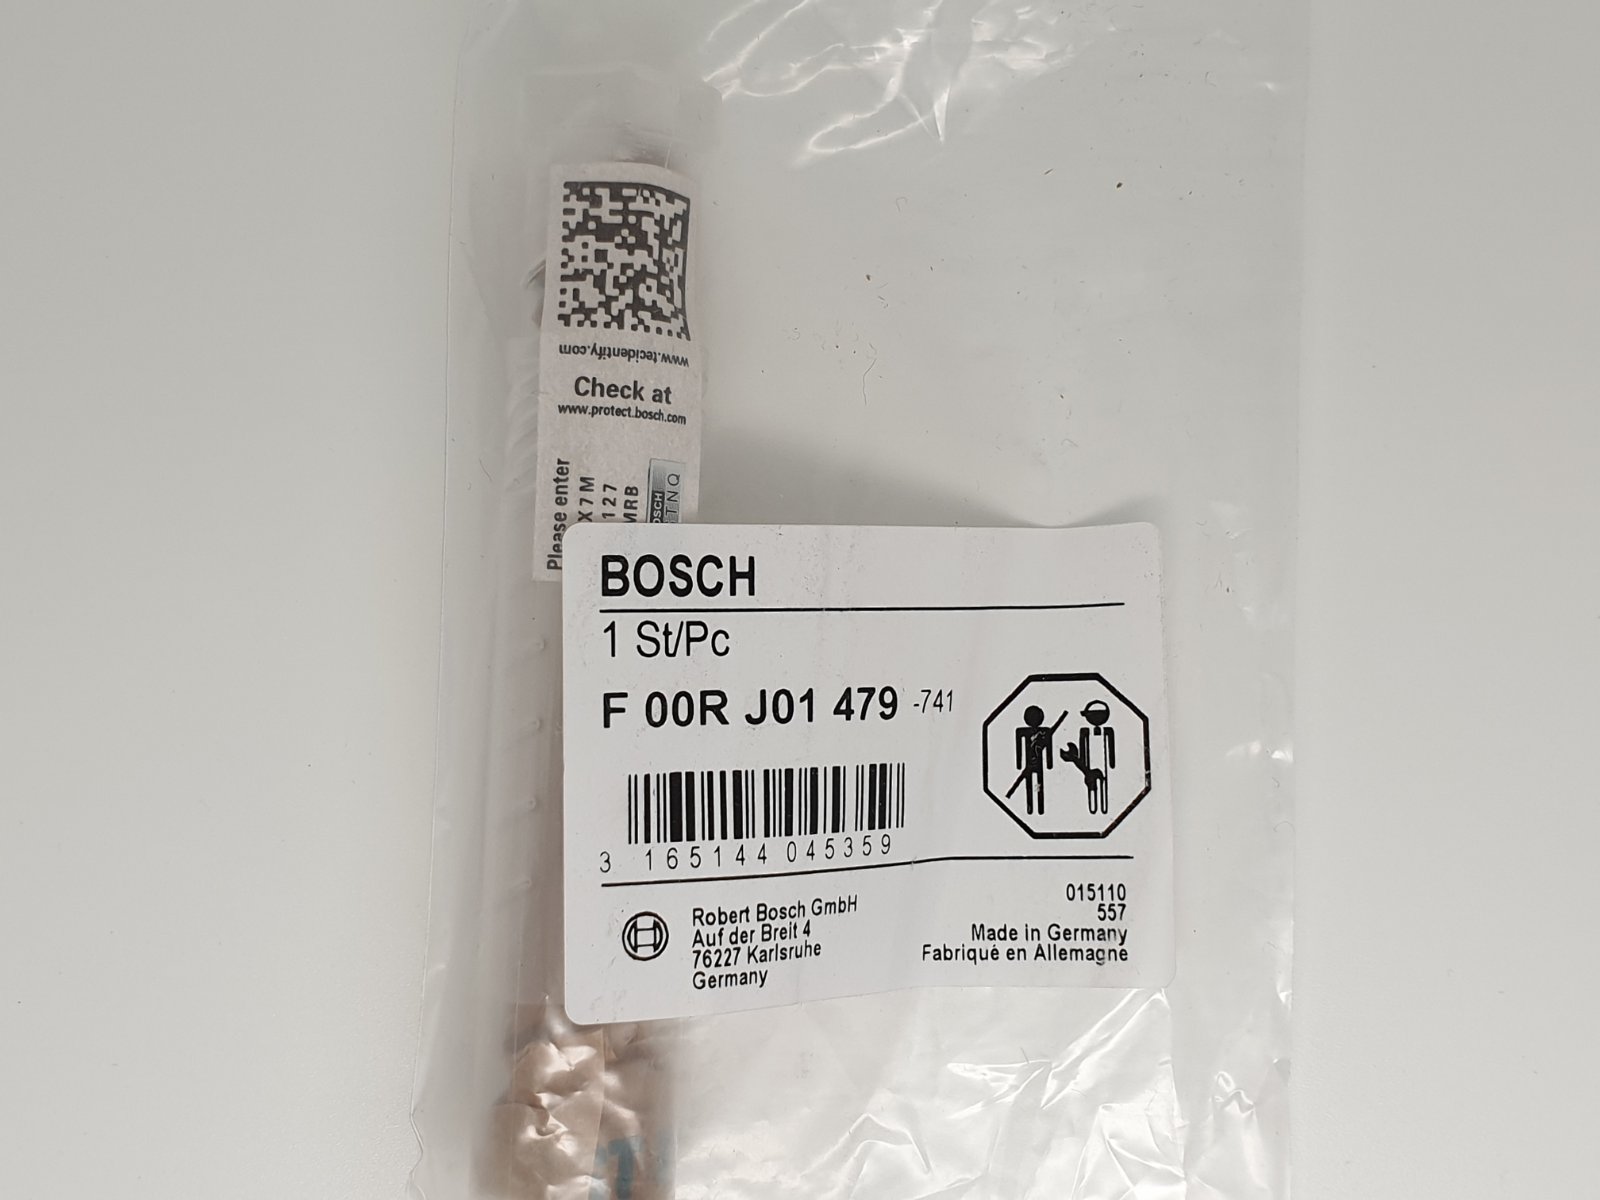 www.tecidentify.com
Check at
www.protect.bosch.com
Please enter
X7M
127
MRB
TNQ
BOSCH
1 St/Pc
F 00R J01 479 -741
3 165144 045359
Robert Bosch GmbH
Auf der Breit 4
76227 Karlsruhe
Germany
015110
557
Made in Germany
Fabriqué en Allemagne